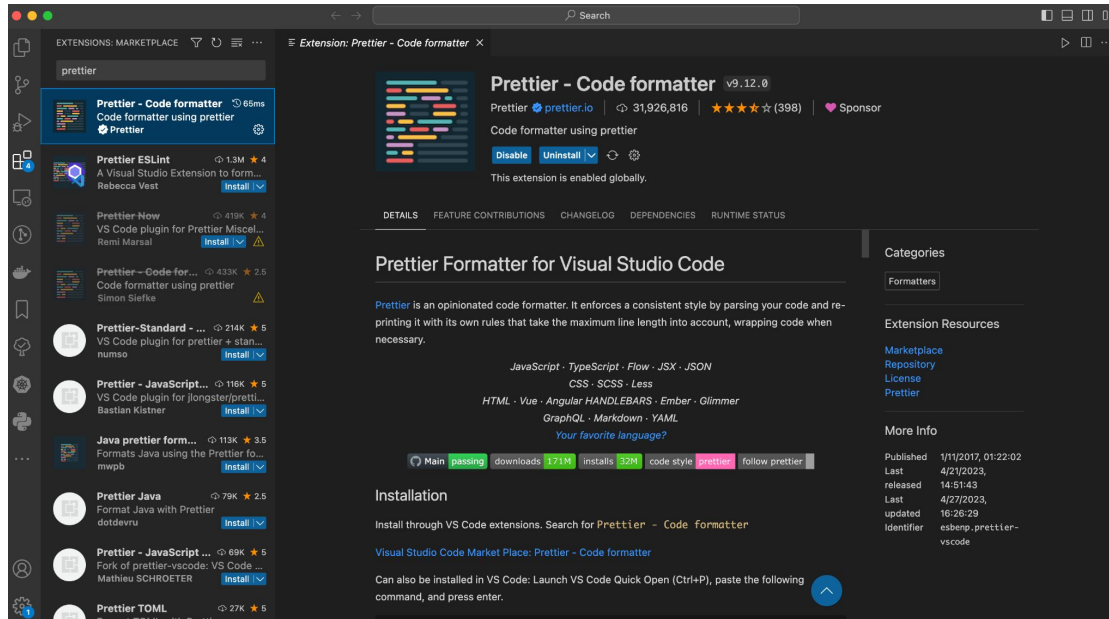 Search
EXTENSIONS: MARKETPLACE
prettier
Prettier - Code formatter 65ms
Code formatter using prettier
Prettier
Prettier ESLint 1.3M ★ 4
A Visual Studio Extension to form...
Rebecca Vest Install
Prettier Now 419K ★ 4
VS Code plugin for Prettier Miscel...
Remi Marsal Install
Prettier - Code for... 433K ★ 2.5
Code formatter using prettier
Simon Siefke
Prettier-Standard - ... 214K ★ 5
VS Code plugin for prettier + stan...
numso Install
Prettier - JavaScript... 116K ★ 5
VS Code plugin for jlongster/pretti...
Bastian Kistner Install
Java prettier form... 113K ★ 3.5
Formats Java using the Prettier fo...
mwpb Install
Prettier Java 79K ★ 2.5
Format Java with Prettier
dotdevru Install
Prettier - JavaScript ... 69K ★ 5
Fork of prettier-vscode: VS Code ...
Mathieu SCHROETER Install
Prettier TOML 27K ★ 5
4
1
Extension: Prettier - Code formatter
Prettier - Code formatter v9.12.0
Prettier prettier.io | 31,926,816 | (398) | Sponsor
Code formatter using prettier
Disable Uninstall
This extension is enabled globally.
DETAILS FEATURE CONTRIBUTIONS CHANGELOG DEPENDENCIES RUNTIME STATUS
Prettier Formatter for Visual Studio Code
Prettier is an opinionated code formatter. It enforces a consistent style by parsing your code and re-
printing it with its own rules that take the maximum line length into account, wrapping code when
necessary.
JavaScript · TypeScript · Flow · JSX · JSON
CSS · SCSS · Less
HTML · Vue · Angular HANDLEBARS · Ember · Glimmer
GraphQL · Markdown · YAML
Your favorite language?
Main passing downloads 171M installs 32M code style prettier follow prettier
Installation
Install through VS Code extensions. Search for Prettier - Code formatter
Visual Studio Code Market Place: Prettier - Code formatter
Can also be installed in VS Code: Launch VS Code Quick Open (Ctrl+P), paste the following
command, and press enter.
Categories
Formatters
Extension Resources
Marketplace
Repository
License
Prettier
More Info
Published 1/11/2017, 01:22:02
Last 4/21/2023,
released 14:51:43
Last 4/27/2023,
updated 16:26:29
Identifier esbenp.prettier-
vscode